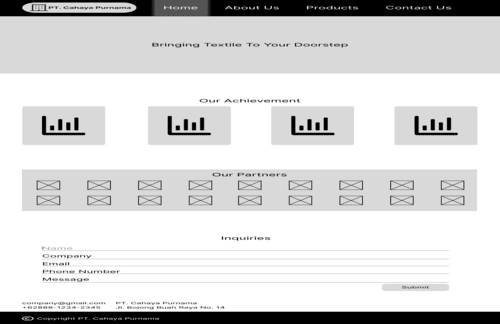 PT. Cahaya Purnama
Home
About Us
Products
Contact Us
Bringing Textile To Your Doorstep
Our Achievement
Our Partners
Inquiries
Name
Company
Email
Phone Number
Message
Submit
company@gmail.com
PT. Cahaya Purnama
+62888-1234-2345
Jl. Bojong Buah Raya No. 14
© Copyright PT. Cahaya Purnama